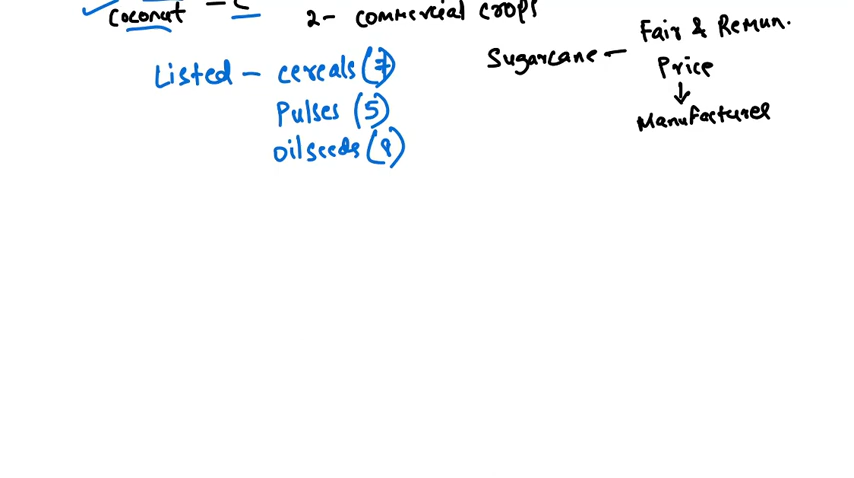 Coconut –
2- commercial crops
Sugarcane – Fair & Remun.
Price
↓
Manufacturer
Listed – cereals (7)
Pulses (5)
Oilseeds (8)